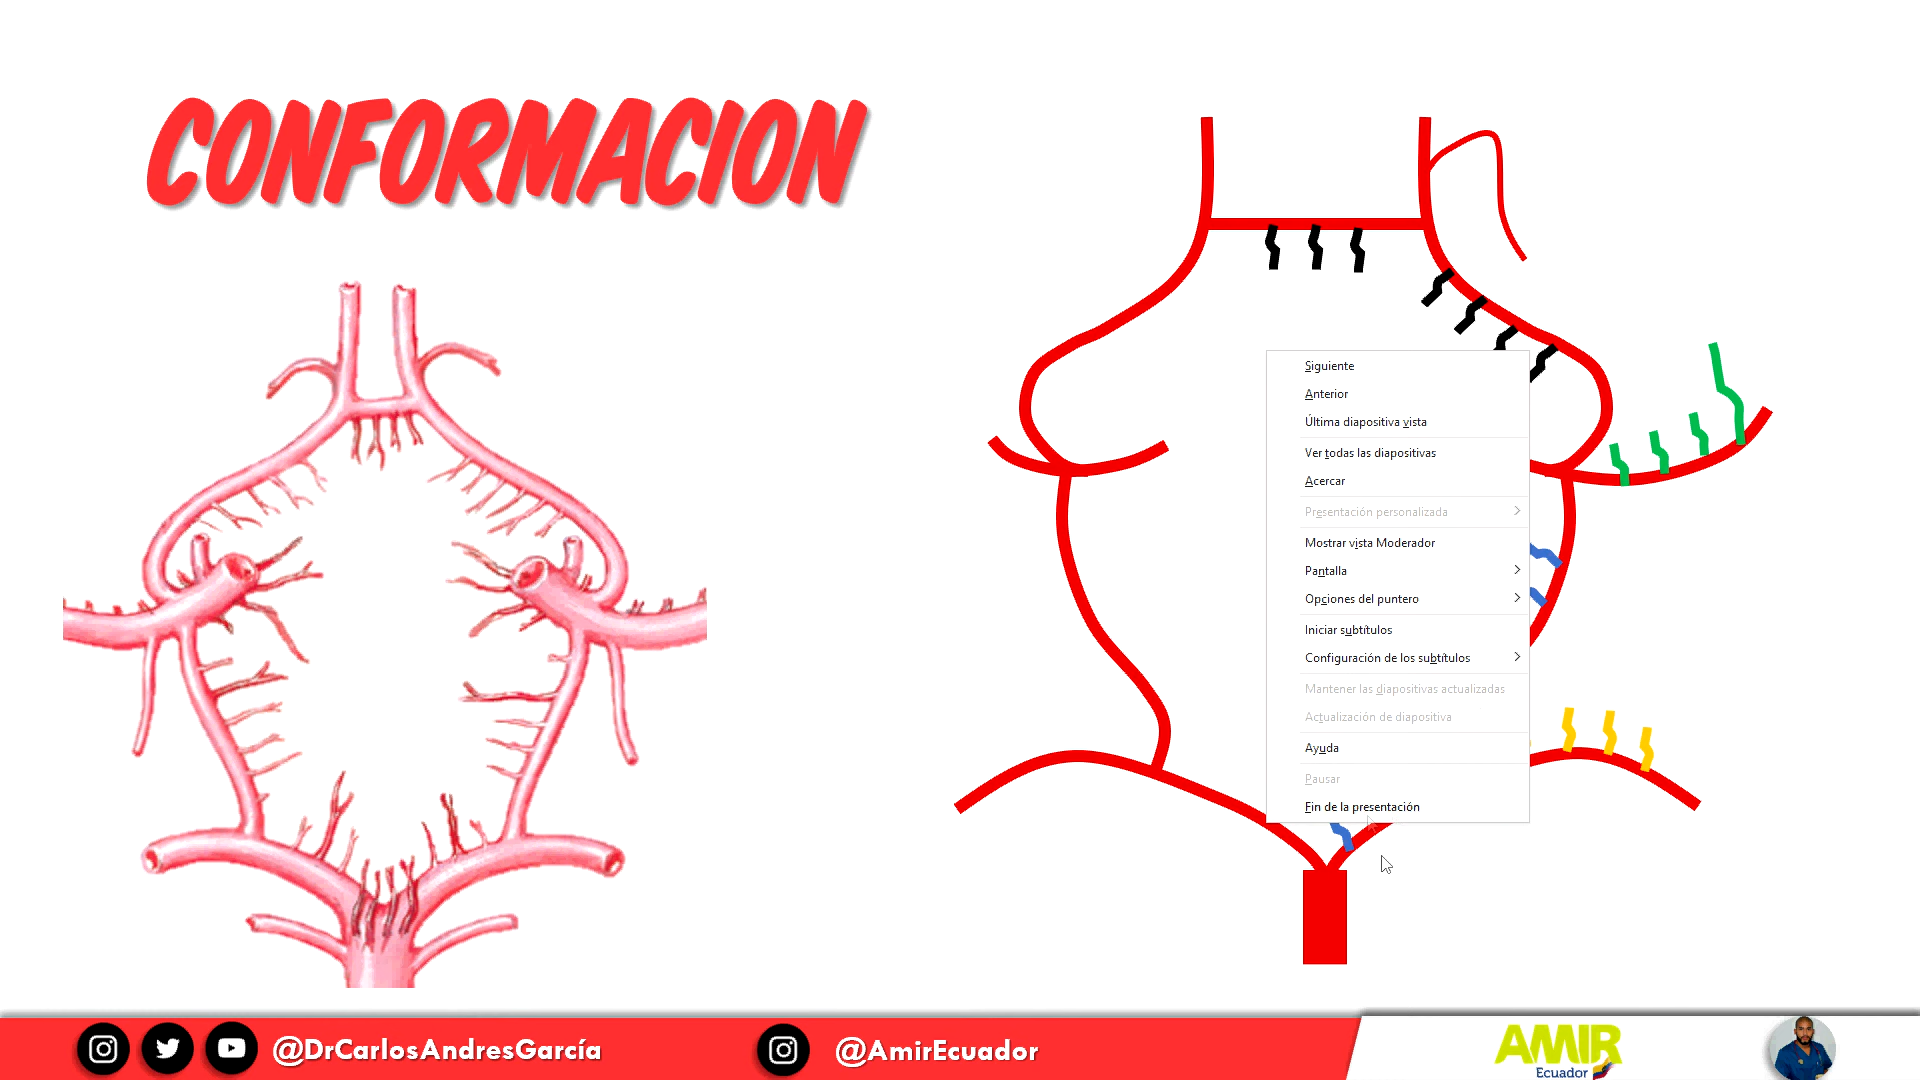 CONFORMACION
Siguiente
Anterior
Última diapositiva vista
Ver todas las diapositivas
Acercar
Presentación personalizada
Mostrar vista Moderador
Pantalla
Opciones del puntero
Iniciar subtítulos
Configuración de los subtítulos
Mantener las diapositivas actualizadas
Actualización de diapositiva
Ayuda
Pausar
Fin de la presentación
@DrCarlosAndresGarcía
@AmirEcuador
AMIR
Ecuador